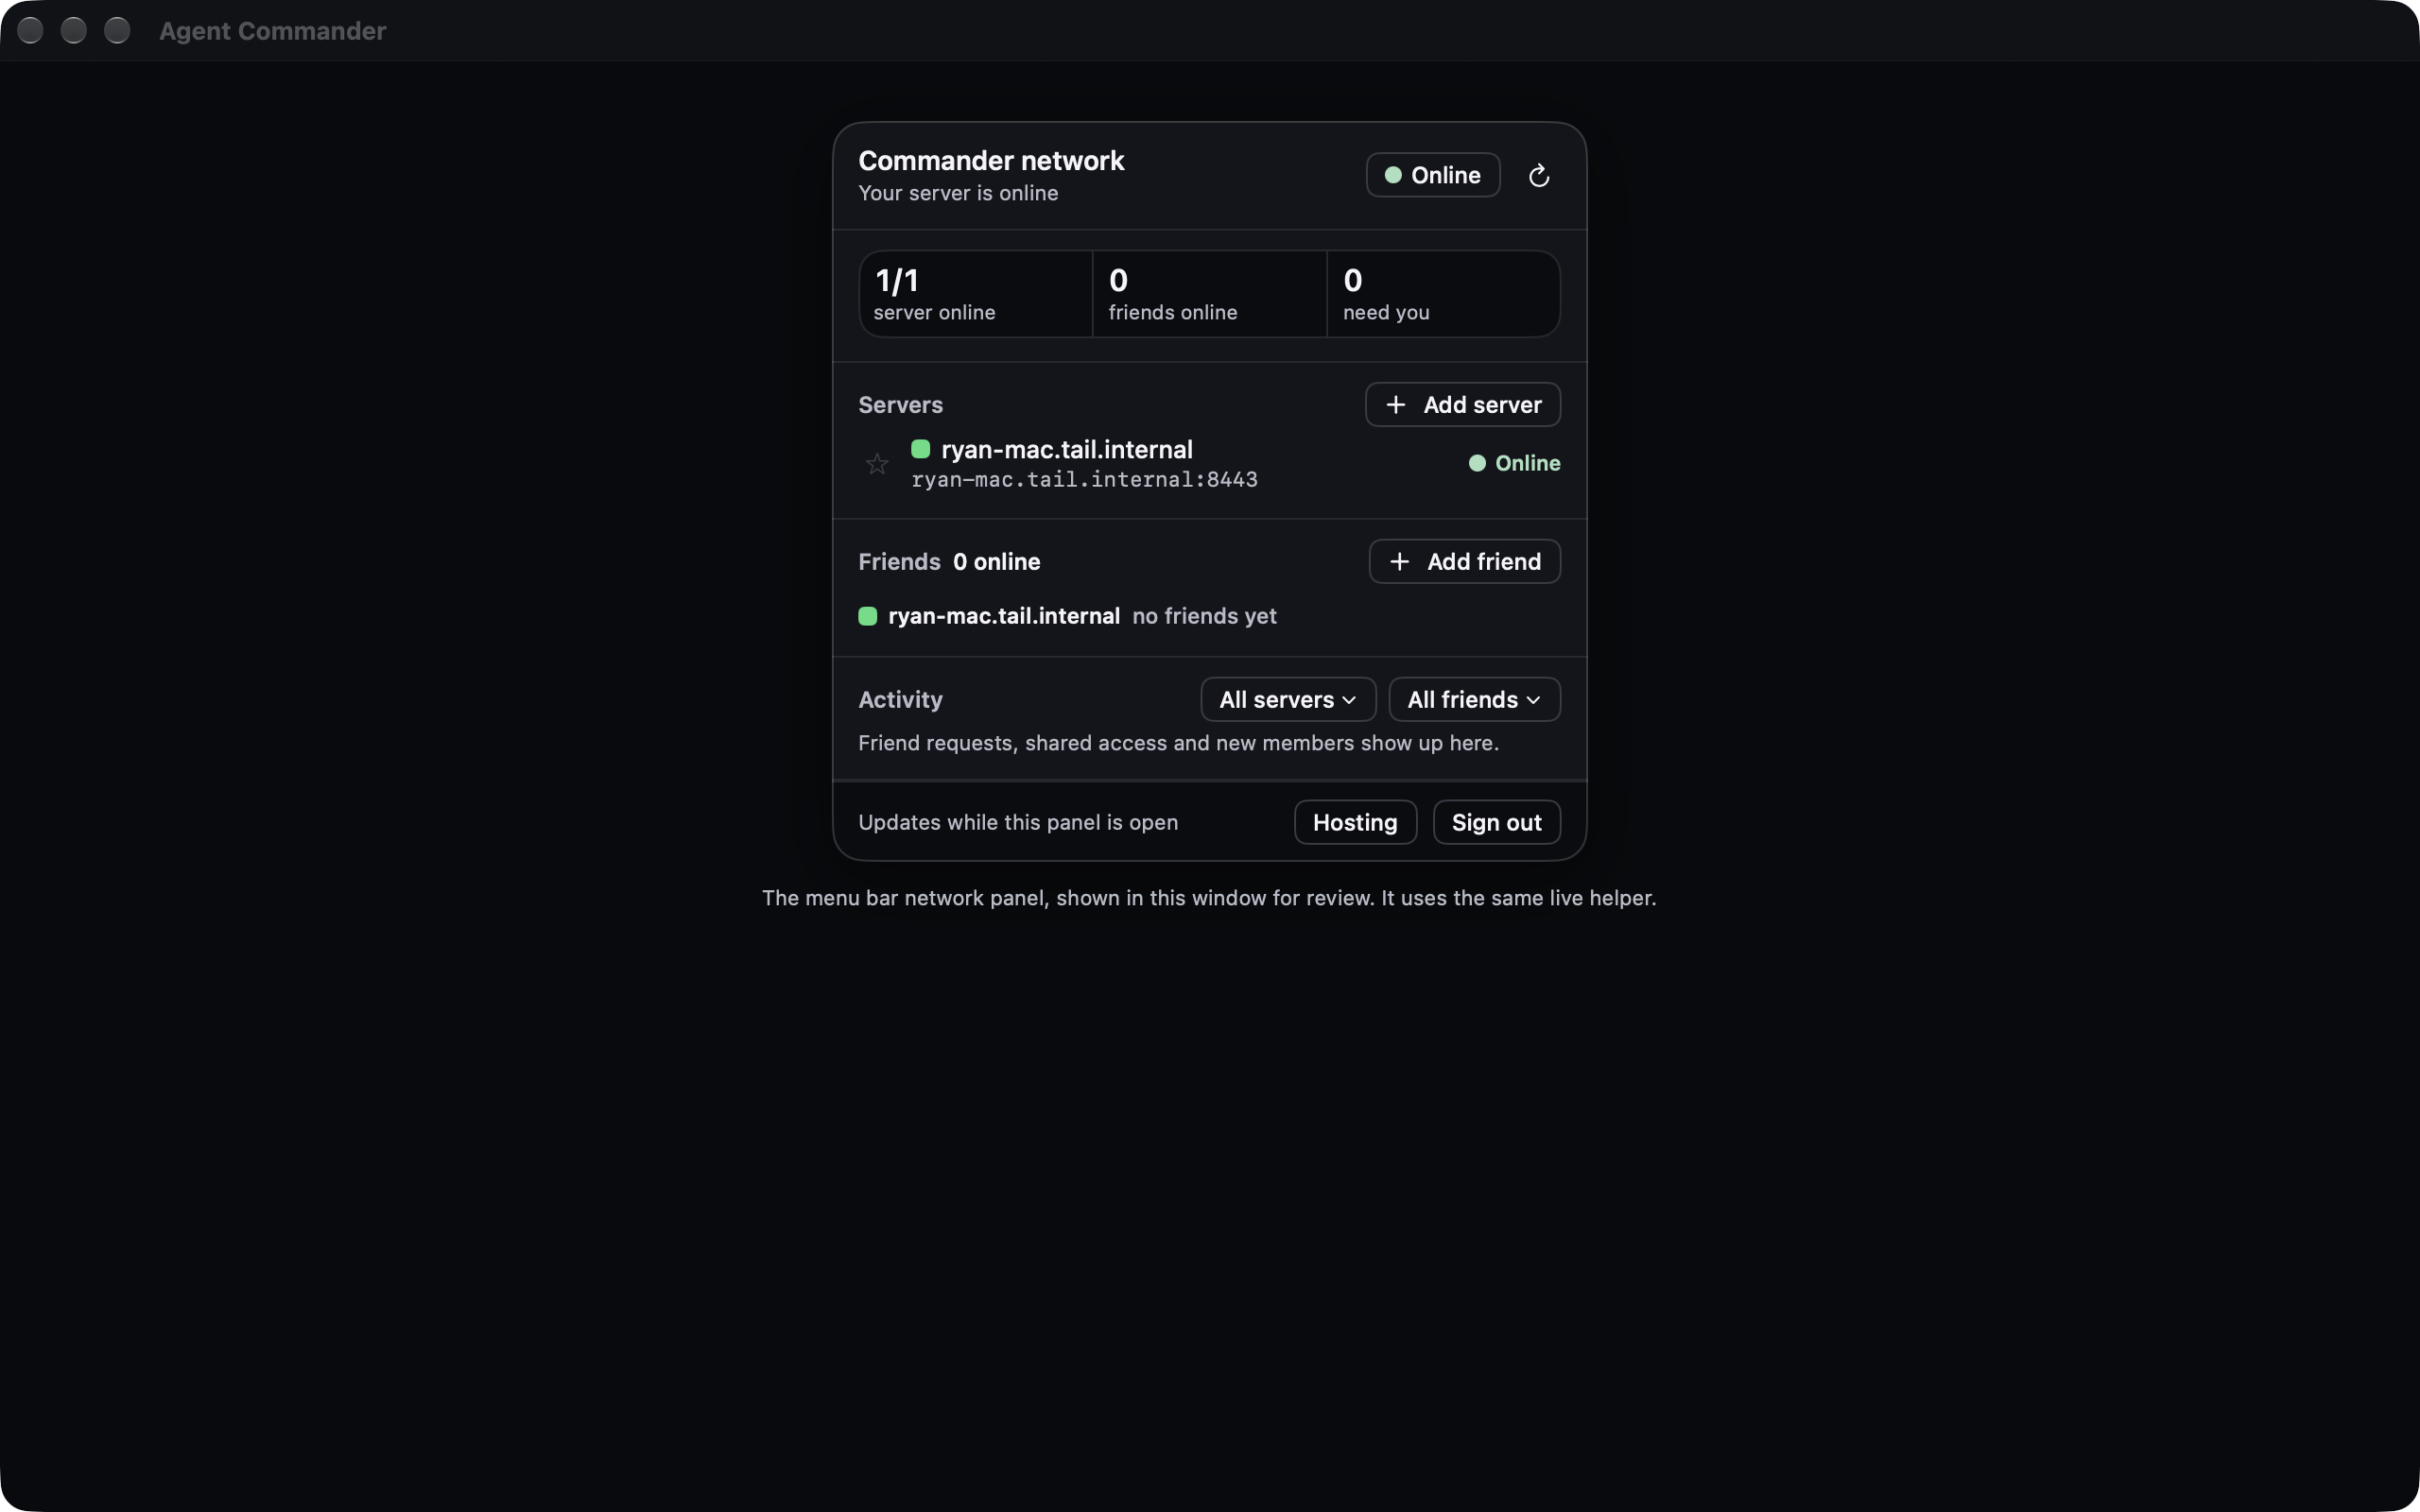 Agent Commander
Commander network
Your server is online
Online
1/1
server online
0
friends online
0
need you
Servers
+ Add server
ryan-mac.tail.internal
ryan-mac.tail.internal:8443
Online
Friends 0 online
+ Add friend
ryan-mac.tail.internal no friends yet
Activity
All servers
All friends
Friend requests, shared access and new members show up here.
Updates while this panel is open
Hosting
Sign out
The menu bar network panel, shown in this window for review. It uses the same live helper.